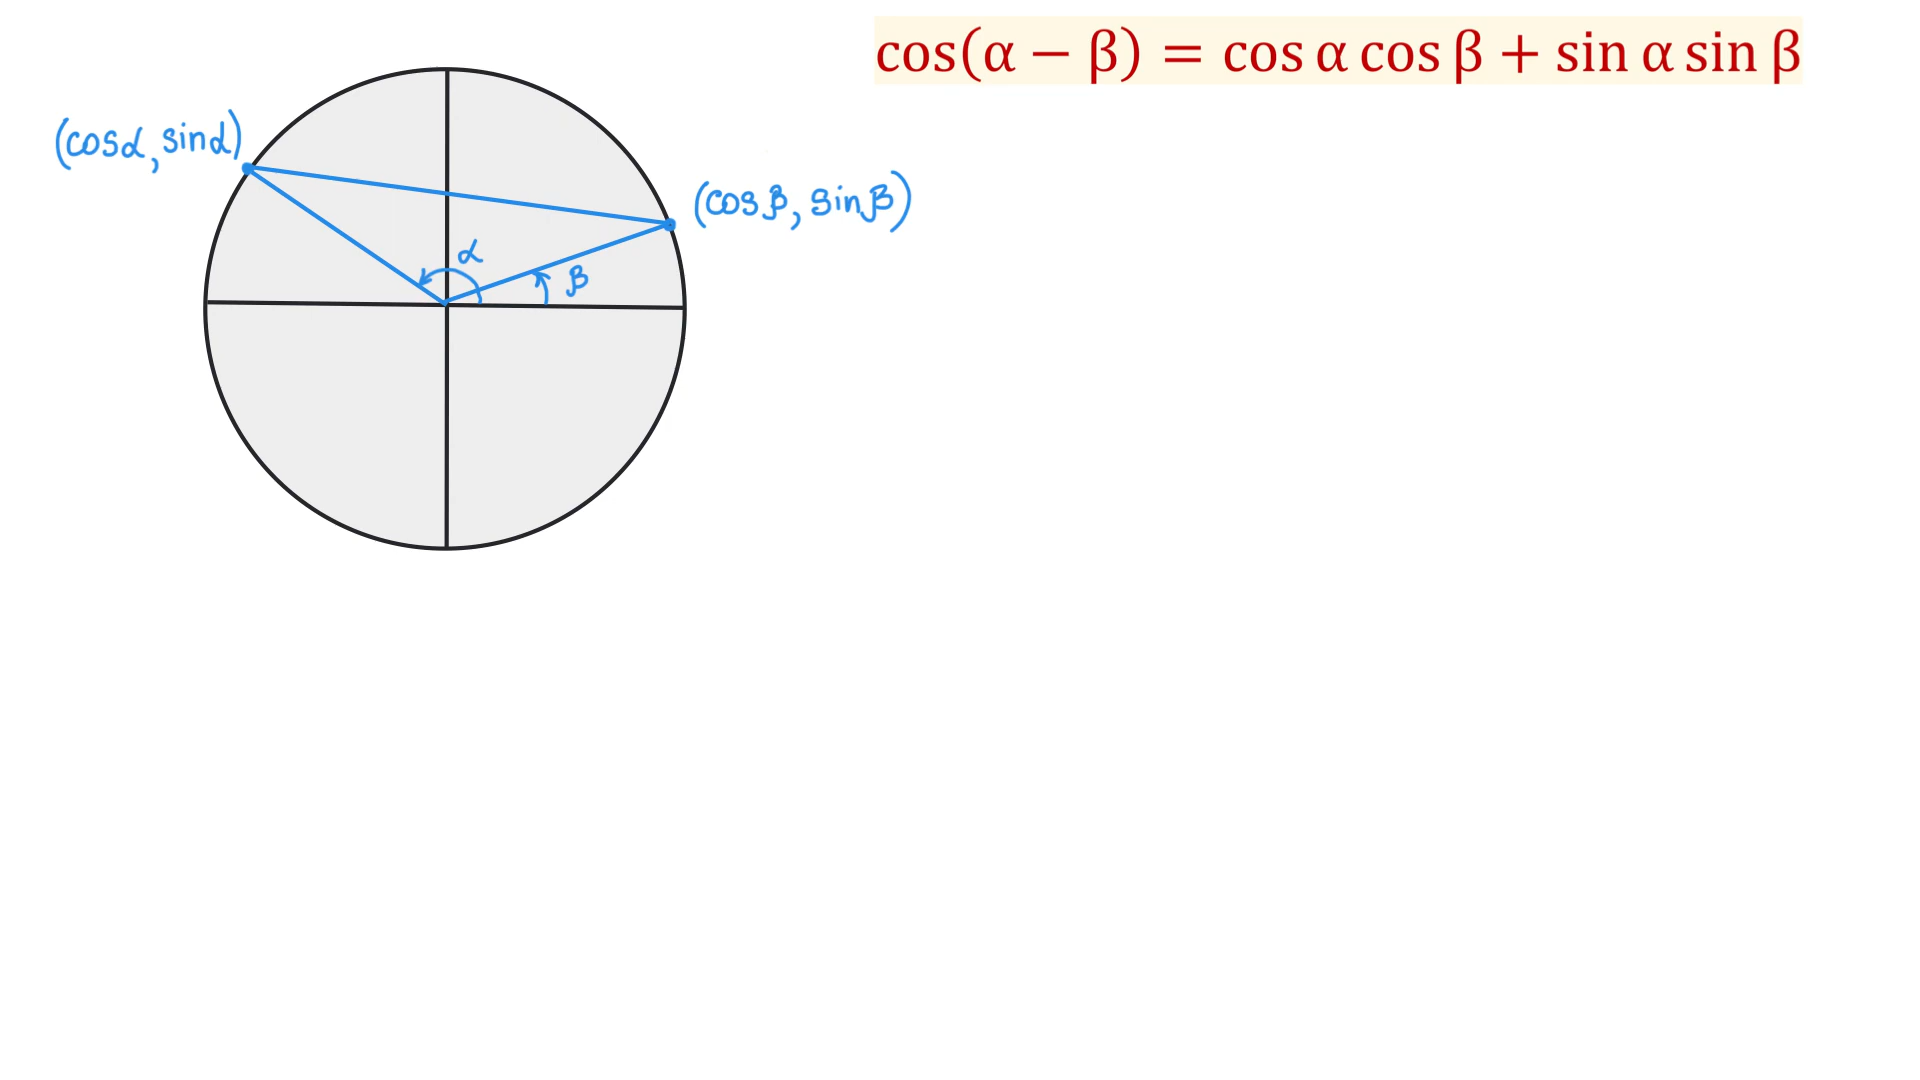 cos(α − β) = cos α cos β + sin α sin β
(cosα, sinα)
(cosβ, sinβ)
α
β